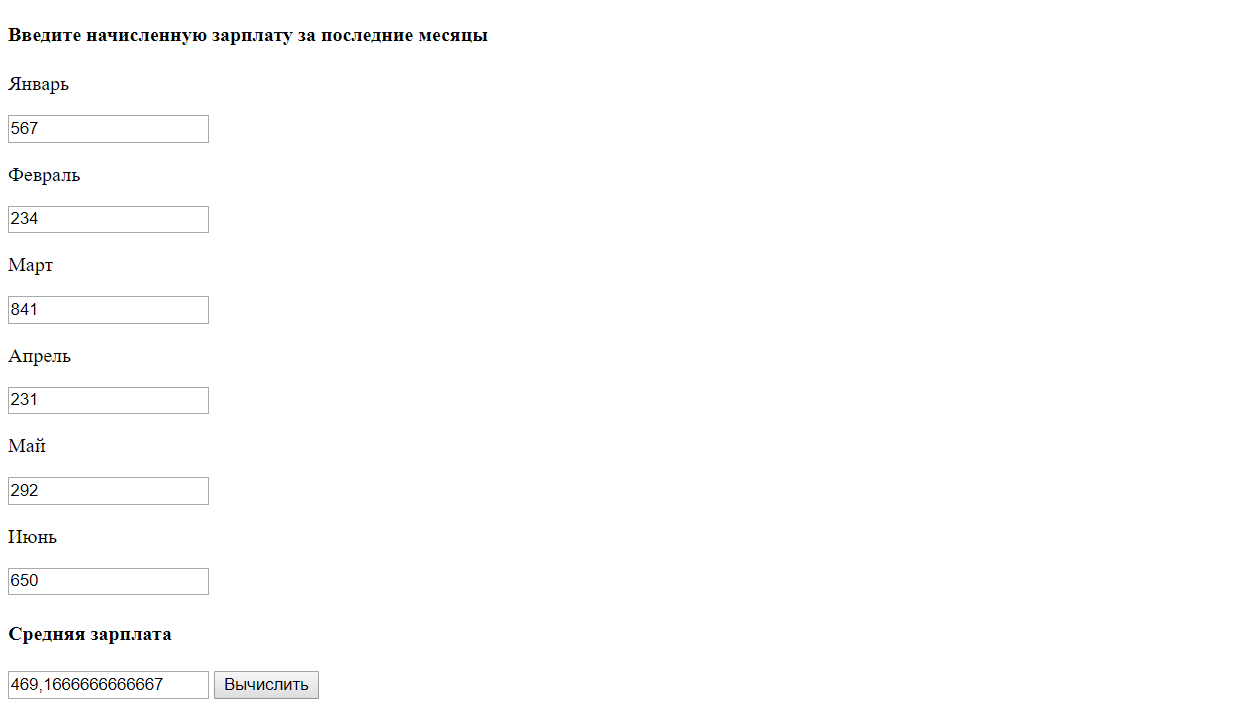 Введите начисленную зарплату за последние месяцы
Январь
567
Февраль
234
Март
841
Апрель
231
Май
292
Июнь
650
Средняя зарплата
469,1666666666667 Вычислить